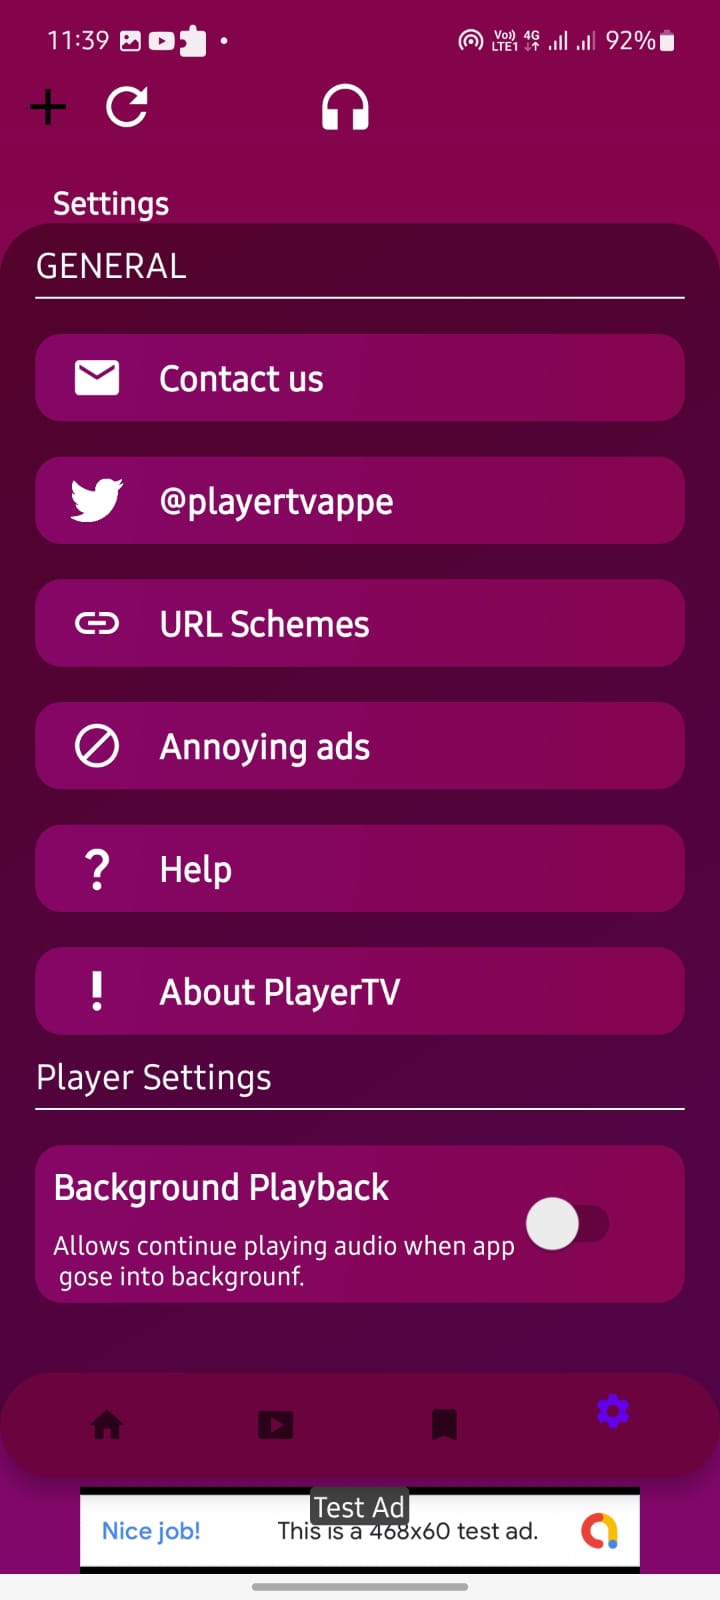 11:39
Vo)) 4G
LTE1
92%
Settings
GENERAL
Contact us
@playertvappe
URL Schemes
Annoying ads
? Help
! About PlayerTV
Player Settings
Background Playback
Allows continue playing audio when app
gose into backgrounf.
Test Ad
Nice job! This is a 468x60 test ad.